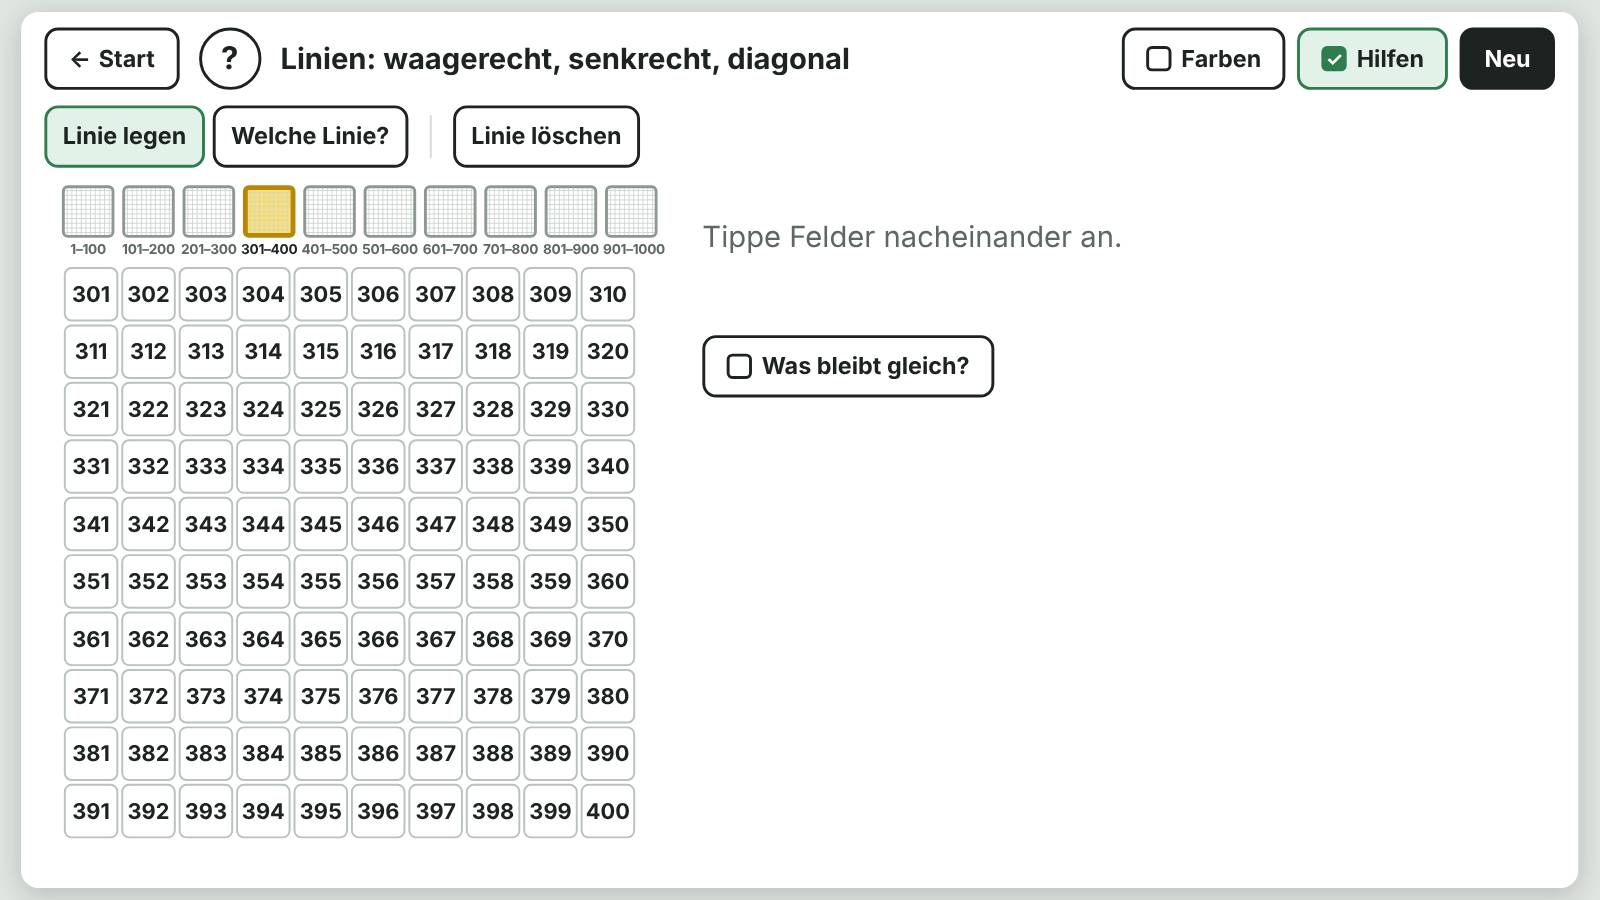 ← Start ? Linien: waagerecht, senkrecht, diagonal Farben Hilfen Neu
Linie legen Welche Linie? Linie löschen
1–100 101–200 201–300 301–400 401–500 501–600 601–700 701–800 801–900 901–1000
Tippe Felder nacheinander an.
301 302 303 304 305 306 307 308 309 310
311 312 313 314 315 316 317 318 319 320
Was bleibt gleich?
321 322 323 324 325 326 327 328 329 330
331 332 333 334 335 336 337 338 339 340
341 342 343 344 345 346 347 348 349 350
351 352 353 354 355 356 357 358 359 360
361 362 363 364 365 366 367 368 369 370
371 372 373 374 375 376 377 378 379 380
381 382 383 384 385 386 387 388 389 390
391 392 393 394 395 396 397 398 399 400